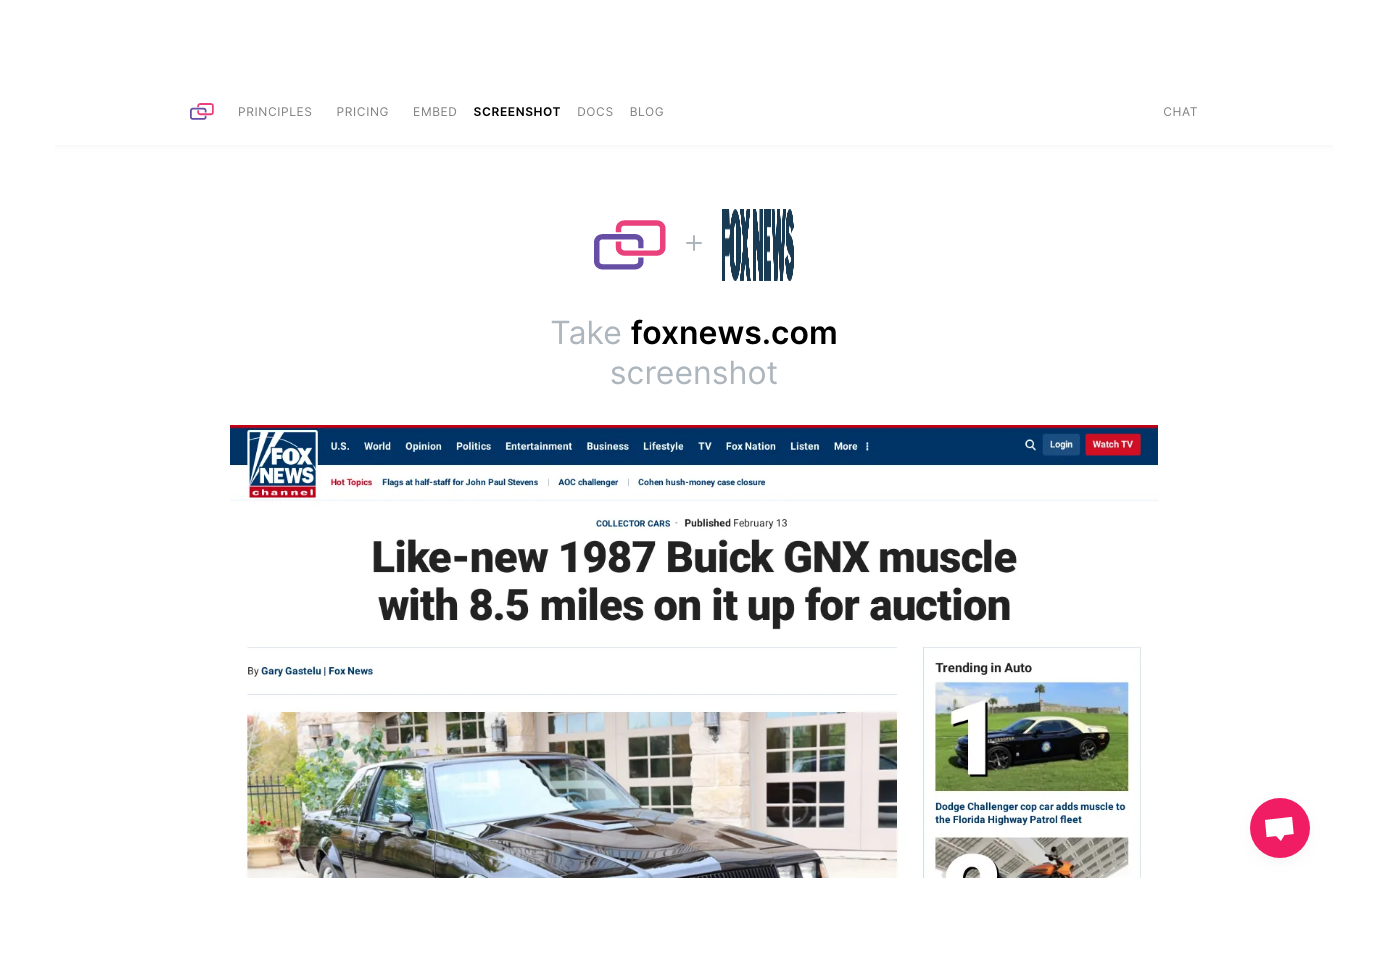 PRINCIPLES PRICING EMBED SCREENSHOT DOCS BLOG CHAT
+ FOX NEWS
Take foxnews.com
screenshot
U.S. World Opinion Politics Entertainment Business Lifestyle TV Fox Nation Listen More Login Watch TV
FOX
NEWS
channel
Hot Topics Flags at half-staff for John Paul Stevens AOC challenger Cohen hush-money case closure
COLLECTOR CARS · Published February 13
Like-new 1987 Buick GNX muscle
with 8.5 miles on it up for auction
By Gary Gastelu | Fox News
Trending in Auto
1
Dodge Challenger cop car adds muscle to
the Florida Highway Patrol fleet